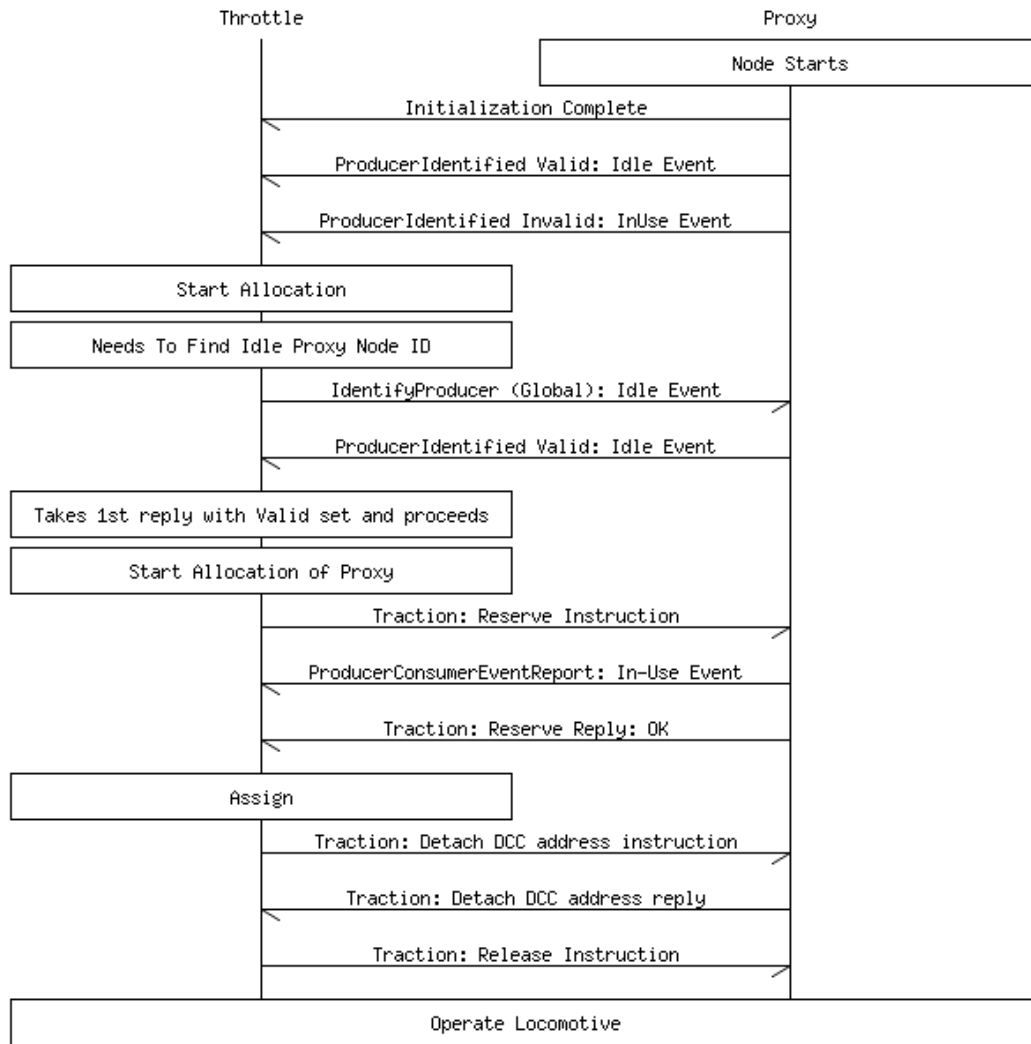 Throttle
Proxy
Node Starts
Initialization Complete
ProducerIdentified Valid: Idle Event
ProducerIdentified Invalid: InUse Event
Start Allocation
Needs To Find Idle Proxy Node ID
IdentifyProducer (Global): Idle Event
ProducerIdentified Valid: Idle Event
Takes 1st reply with Valid set and proceeds
Start Allocation of Proxy
Traction: Reserve Instruction
ProducerConsumerEventReport: In-Use Event
Traction: Reserve Reply: OK
Assign
Traction: Detach DCC address instruction
Traction: Detach DCC address reply
Traction: Release Instruction
Operate Locomotive